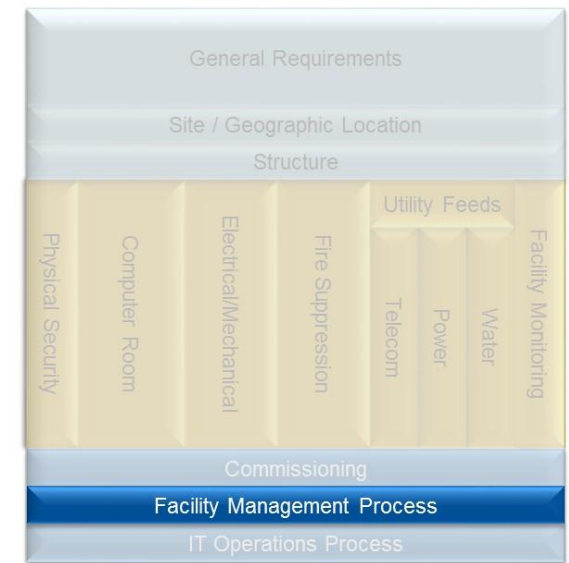 General Requirements
Site / Geographic Location
Structure
Physical Security
Computer Room
Electrical/Mechanical
Fire Suppression
Utility Feeds
Telecom
Power
Water
Facility Monitoring
Commissioning
Facility Management Process
IT Operations Process